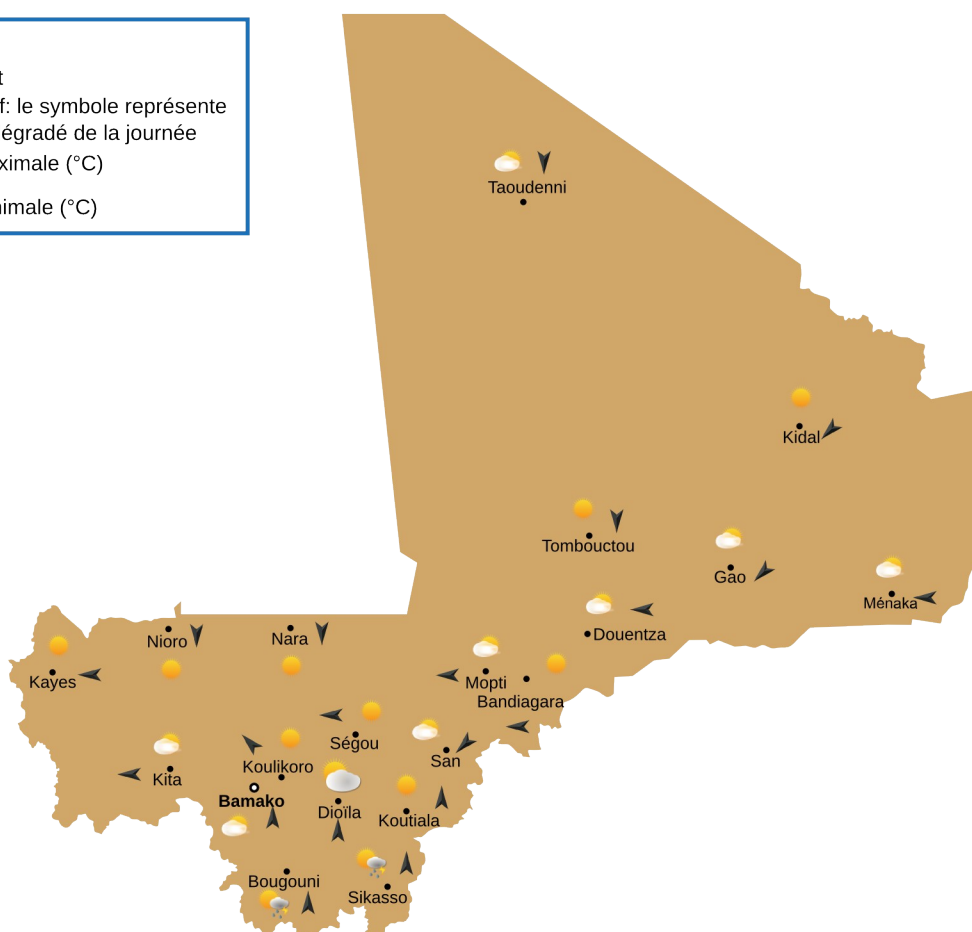 t
f: le symbole représente
égradé de la journée
ximale (°C)
imale (°C)
Taoudenni
Kidal
Tombouctou
Gao
Ménaka
Douentza
Nioro
Nara
Kayes
Mopti
Bandiagara
Ségou
San
Kita
Koulikoro
Bamako
Dioïla
Koutiala
Bougouni
Sikasso